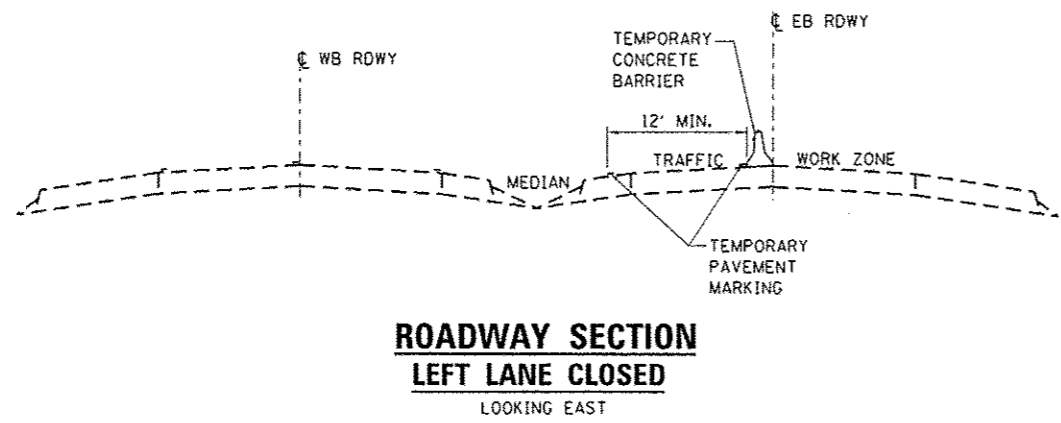 ℄ EB RDWY
TEMPORARY
CONCRETE
BARRIER
℄ WB RDWY
12' MIN.
TRAFFIC
WORK ZONE
MEDIAN
TEMPORARY
PAVEMENT
MARKING
ROADWAY SECTION
LEFT LANE CLOSED
LOOKING EAST